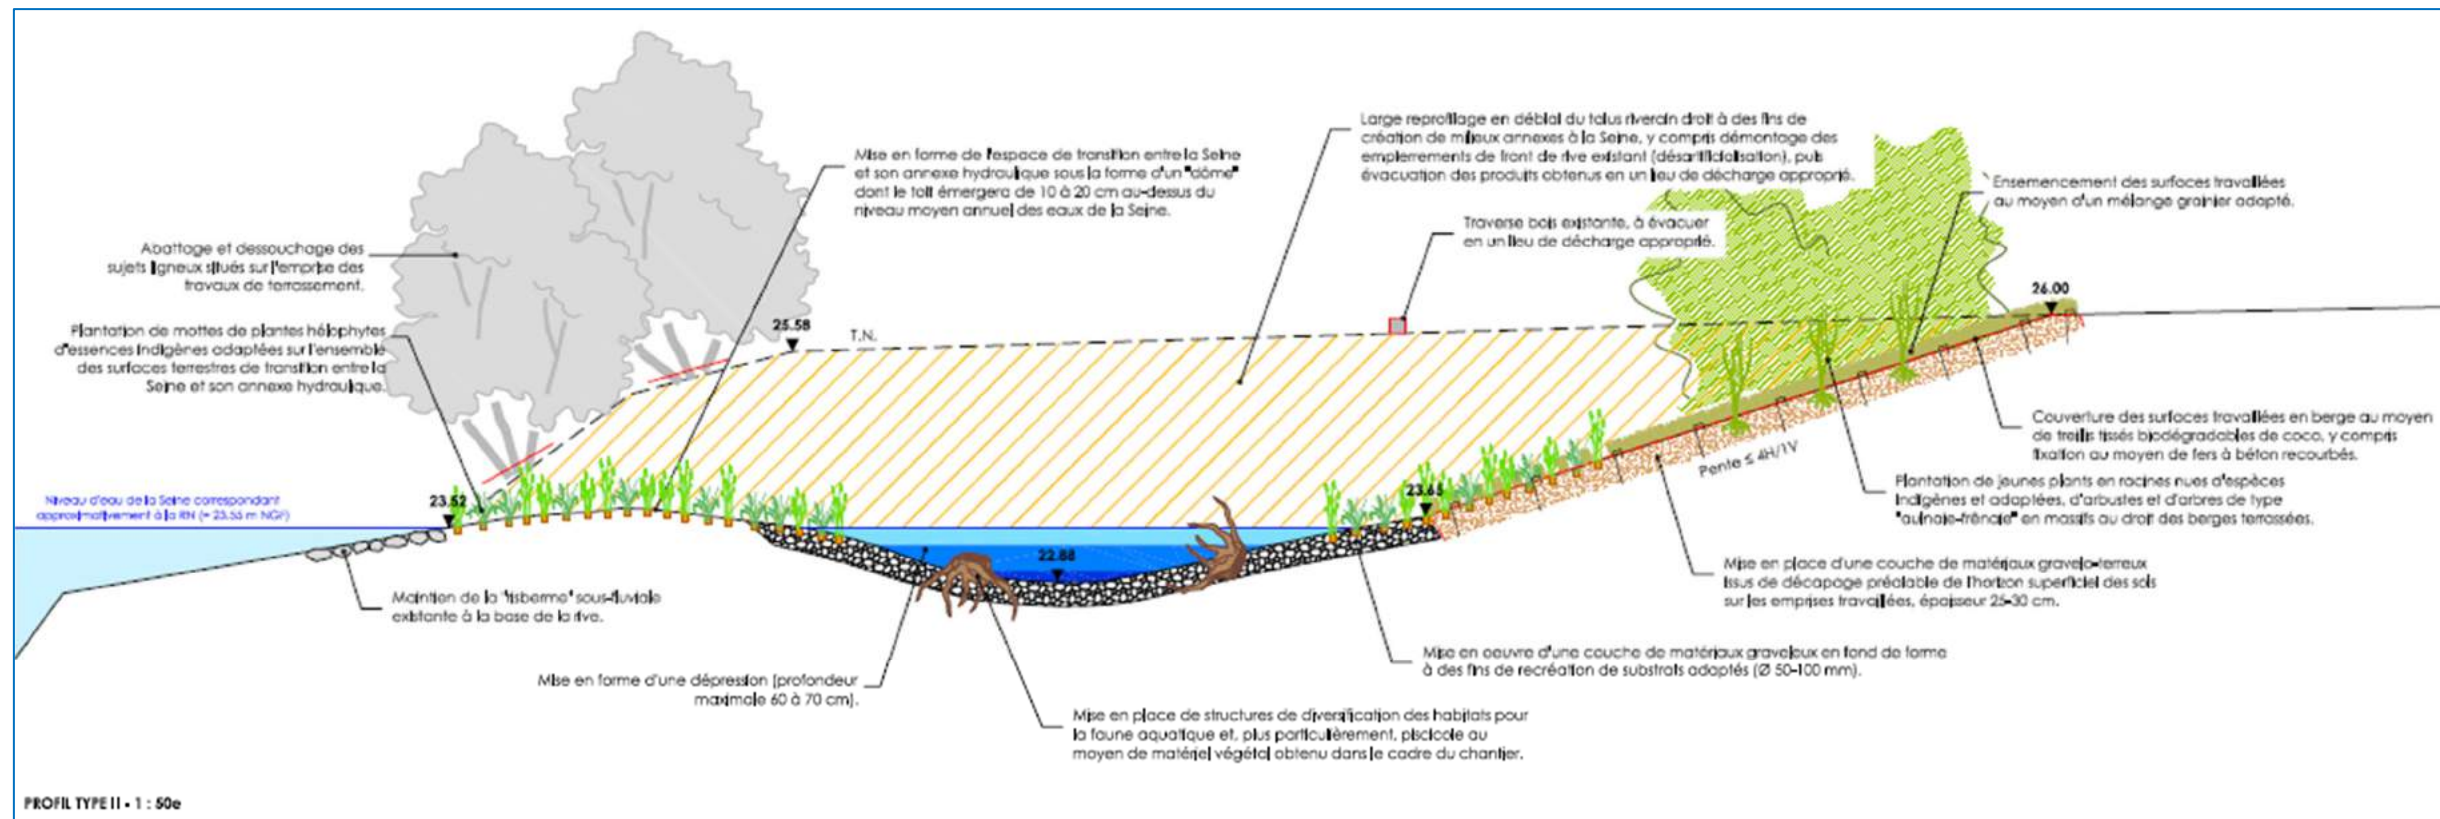 Large reprofilage en déblai du talus riverain droit à des fins de
création de milieux annexes à la Seine, y compris démontage des
empierrements de front de rive existant (désartificialisation), puis
évacuation des produits obtenus en un lieu de décharge approprié.
Mise en forme de l'espace de transition entre la Seine
et son annexe hydraulique sous la forme d'un "dôme"
dont le toit émergera de 10 à 20 cm au-dessus du
niveau moyen annuel des eaux de la Seine.
Ensemencement des surfaces travaillées
au moyen d'un mélange grainier adapté.
Traverse bois existante, à évacuer
en un lieu de décharge approprié.
Abattage et dessouchage des
sujets ligneux situés sur l'emprise des
travaux de terrassement.
26.00
25.58
T.N.
Plantation de mottes de plantes hélophytes
d'essences indigènes adaptées sur l'ensemble
des surfaces terrestres de transition entre la
Seine et son annexe hydraulique.
Couverture des surfaces travaillées en berge au moyen
de treillis tissés biodégradables de coco, y compris
fixation au moyen de fers à béton recourbés.
Pente ≤ 4H/1V
Plantation de jeunes plants en racines nues d'espèces
indigènes et adaptées, d'arbustes et d'arbres de type
"aulnaie-frênaie" en massifs au droit des berges terrassées.
Niveau d'eau de la Seine correspondant
approximativement à la RN (= 23,55 m NGF)
23.52
23.65
22.88
Mise en place d'une couche de matériaux gravelo-terreux
issus de décapage préalable de l'horizon superficiel des sols
sur les emprises travaillées, épaisseur 25-30 cm.
Maintien de la "risberme" sous-fluviale
existante à la base de la rive.
Mise en oeuvre d'une couche de matériaux graveleux en fond de forme
à des fins de recréation de substrats adaptés (Ø 50-100 mm).
Mise en forme d'une dépression (profondeur
maximale 60 à 70 cm).
Mise en place de structures de diversification des habitats pour
la faune aquatique et, plus particulièrement, piscicole au
moyen de matériel végétal obtenu dans le cadre du chantier.
PROFIL TYPE II - 1 : 50e